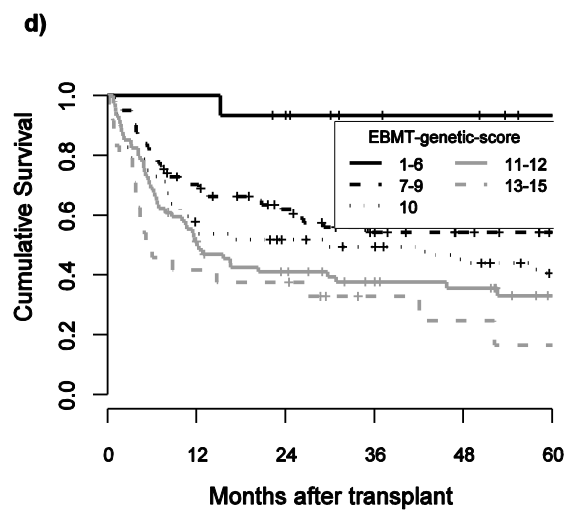 d)
Cumulative Survival
1.0
0.8
0.6
0.4
0.2
0.0
EBMT-genetic-score
1-6 11-12
7-9 13-15
10
0 12 24 36 48 60
Months after transplant